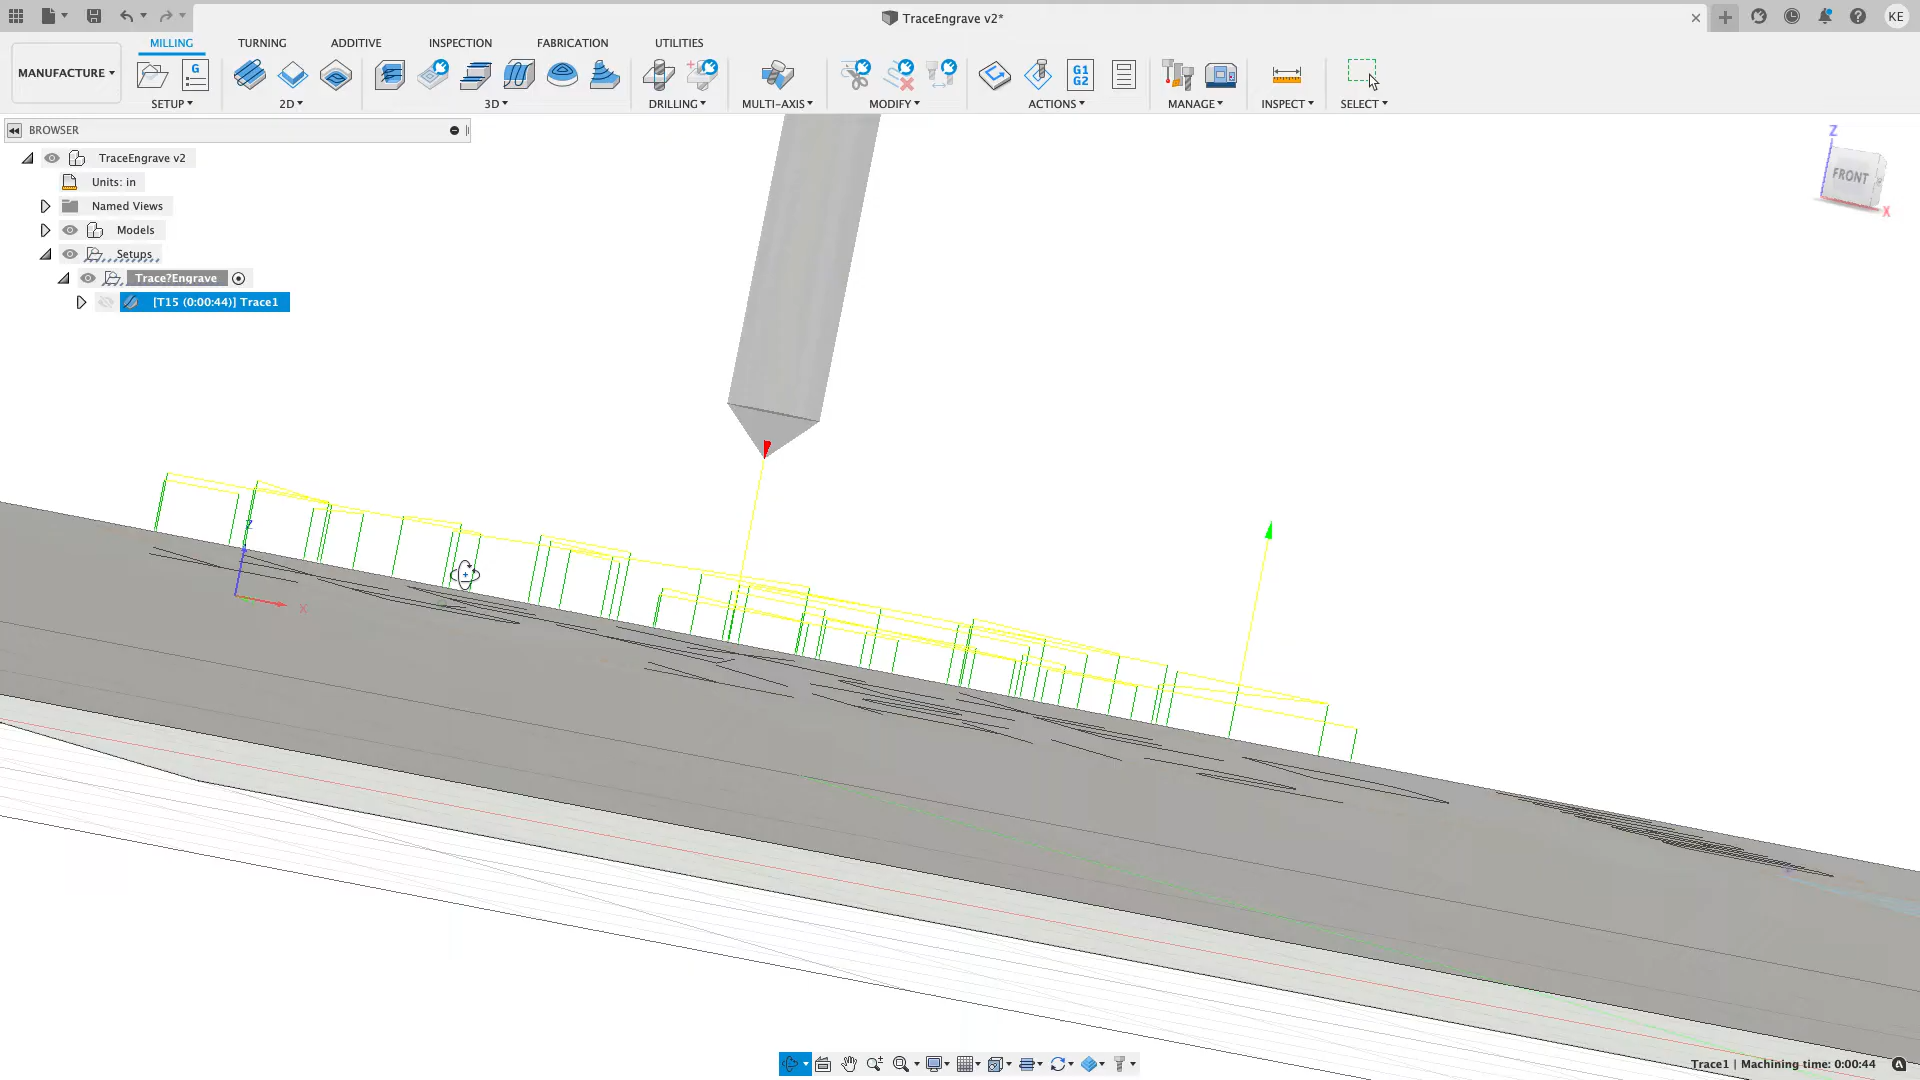 TraceEngrave v2*
KE
MANUFACTURE
MILLING
TURNING
ADDITIVE
INSPECTION
FABRICATION
UTILITIES
G
G1
G2
SETUP
2D
3D
DRILLING
MULTI-AXIS
MODIFY
ACTIONS
MANAGE
INSPECT
SELECT
BROWSER
TraceEngrave v2
Units: in
Named Views
Models
Setups
Trace?Engrave
[T15 (0:00:44)] Trace1
Z
FRONT
X
Z
X
Trace1 | Machining time: 0:00:44